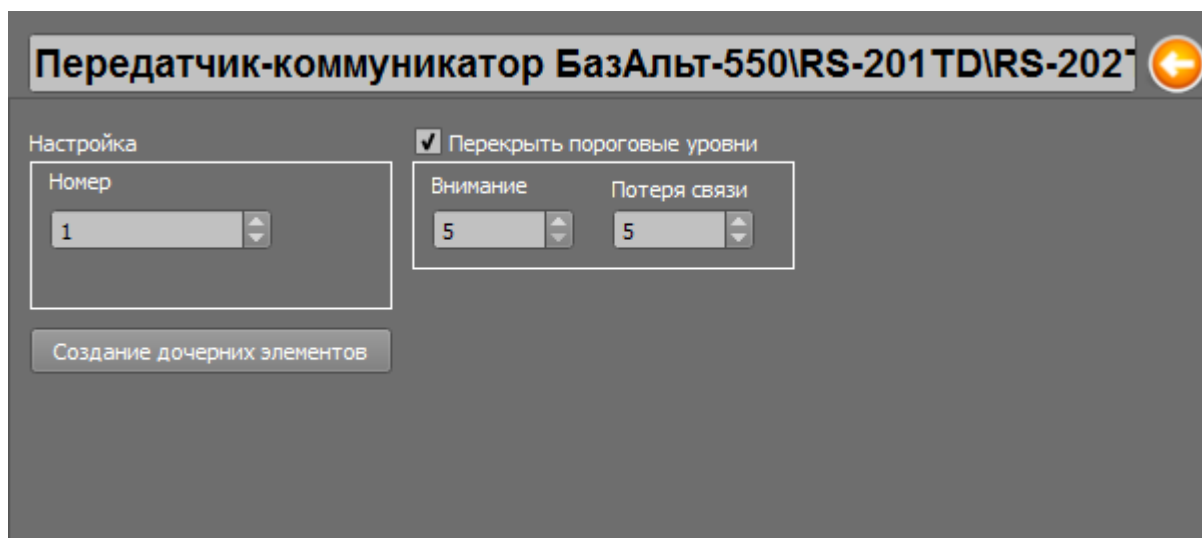 Передатчик-коммуникатор БазАльт-550\RS-201TD\RS-202
Настройка
Номер
1
Создание дочерних элементов
Перекрыть пороговые уровни
Внимание
Потеря связи
5
5